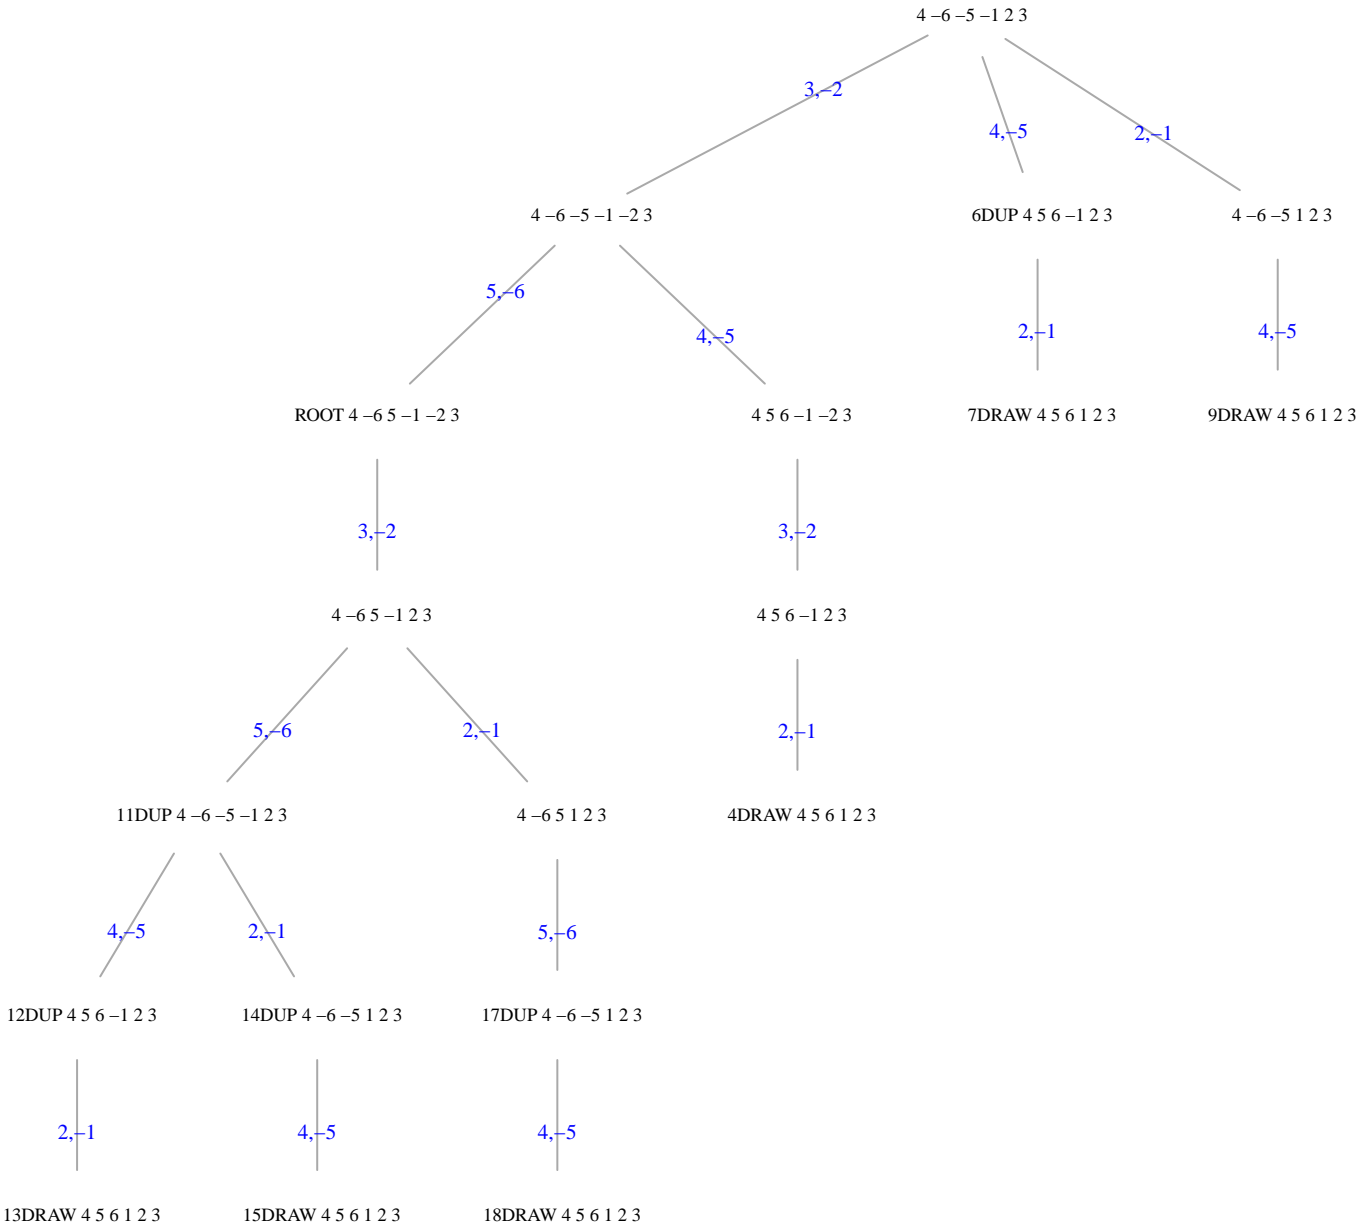 4 –6 –5 –1 2 3
3,–2
4,–5
2,–1
4 –6 –5 –1 –2 3
6DUP 4 5 6 –1 2 3
4 –6 –5 1 2 3
5,–6
4,–5
2,–1
4,–5
ROOT 4 –6 5 –1 –2 3
4 5 6 –1 –2 3
7DRAW 4 5 6 1 2 3
9DRAW 4 5 6 1 2 3
3,–2
3,–2
4 –6 5 –1 2 3
4 5 6 –1 2 3
5,–6
2,–1
2,–1
11DUP 4 –6 –5 –1 2 3
4 –6 5 1 2 3
4DRAW 4 5 6 1 2 3
4,–5
2,–1
5,–6
12DUP 4 5 6 –1 2 3
14DUP 4 –6 –5 1 2 3
17DUP 4 –6 –5 1 2 3
2,–1
4,–5
4,–5
13DRAW 4 5 6 1 2 3
15DRAW 4 5 6 1 2 3
18DRAW 4 5 6 1 2 3